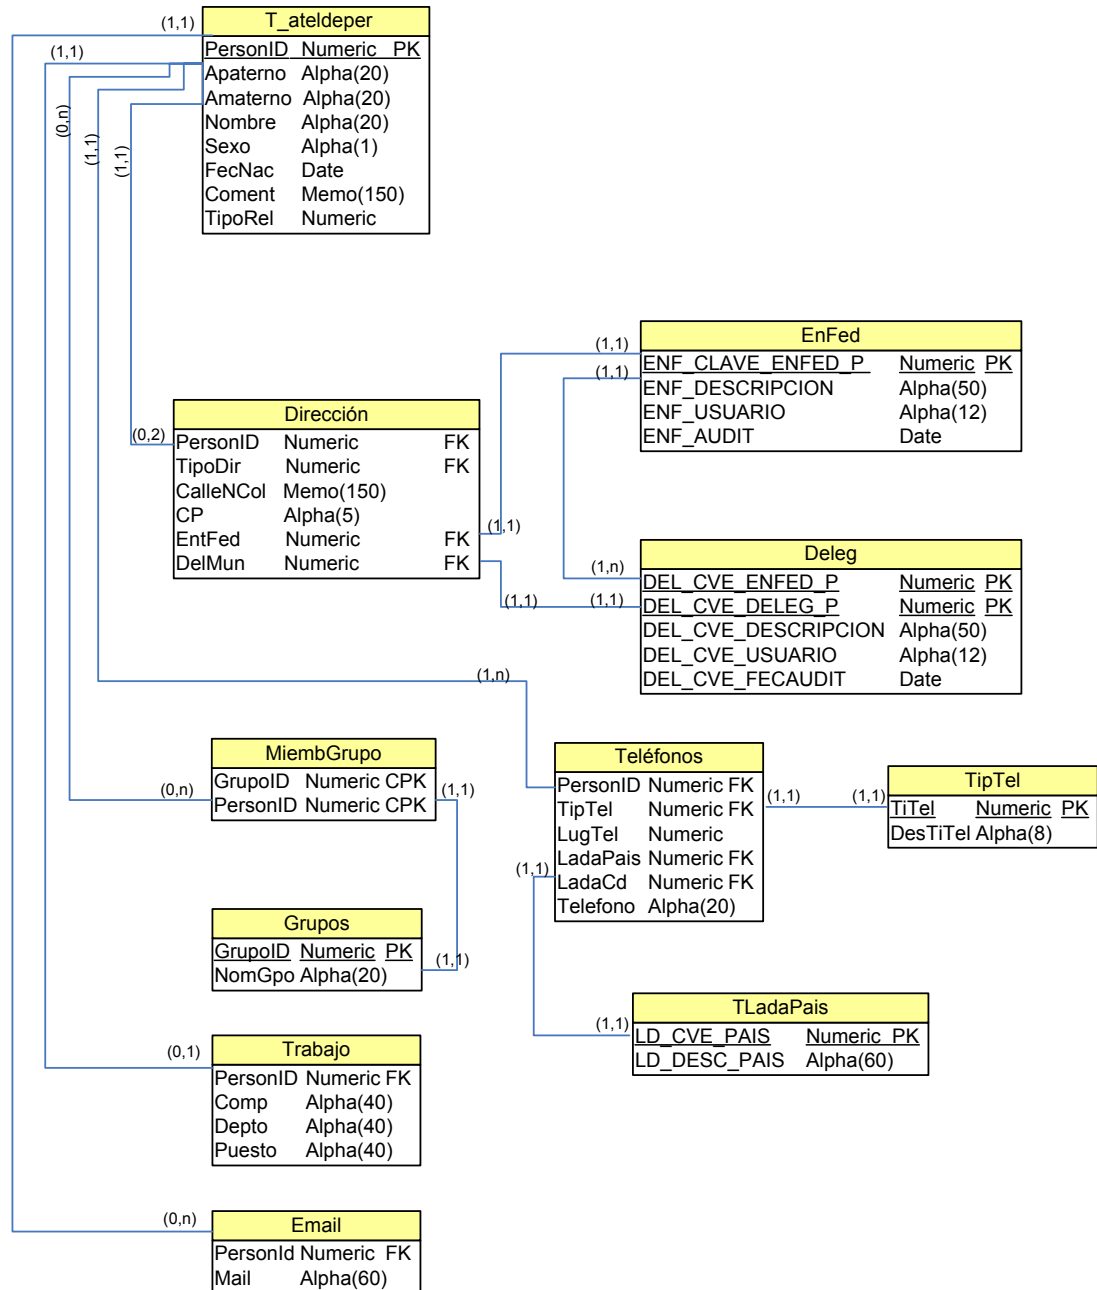 (1,1)
T_ateldeper
PersonID Numeric PK
Apaterno Alpha(20)
Amaterno Alpha(20)
Nombre Alpha(20)
Sexo Alpha(1)
FecNac Date
Coment Memo(150)
TipoRel Numeric
(1,1)
(0,n)
(1,1)
(1,1)
EnFed
(1,1)
ENF_CLAVE_ENFED_P Numeric PK
(1,1)
ENF_DESCRIPCION Alpha(50)
ENF_USUARIO Alpha(12)
ENF_AUDIT Date
Dirección
(0,2)
PersonID Numeric FK
TipoDir Numeric FK
CalleNCol Memo(150)
CP Alpha(5)
EntFed Numeric FK
DelMun Numeric FK
(1,1)
(1,1)
Deleg
(1,n)
DEL_CVE_ENFED_P Numeric PK
(1,1)
DEL_CVE_DELEG_P Numeric PK
DEL_CVE_DESCRIPCION Alpha(50)
DEL_CVE_USUARIO Alpha(12)
DEL_CVE_FECAUDIT Date
(1,n)
MiembGrupo
(0,n)
GrupoID Numeric CPK
PersonID Numeric CPK
(1,1)
Teléfonos
PersonID Numeric FK
TipTel Numeric FK
LugTel Numeric
LadaPais Numeric FK
LadaCd Numeric FK
Telefono Alpha(20)
(1,1)
(1,1)
(1,1)
TipTel
TiTel Numeric PK
DesTiTel Alpha(8)
Grupos
GrupoID Numeric PK
NomGpo Alpha(20)
(1,1)
TLadaPais
(1,1)
LD_CVE_PAIS Numeric PK
LD_DESC_PAIS Alpha(60)
Trabajo
(0,1)
PersonID Numeric FK
Comp Alpha(40)
Depto Alpha(40)
Puesto Alpha(40)
Email
(0,n)
PersonId Numeric FK
Mail Alpha(60)